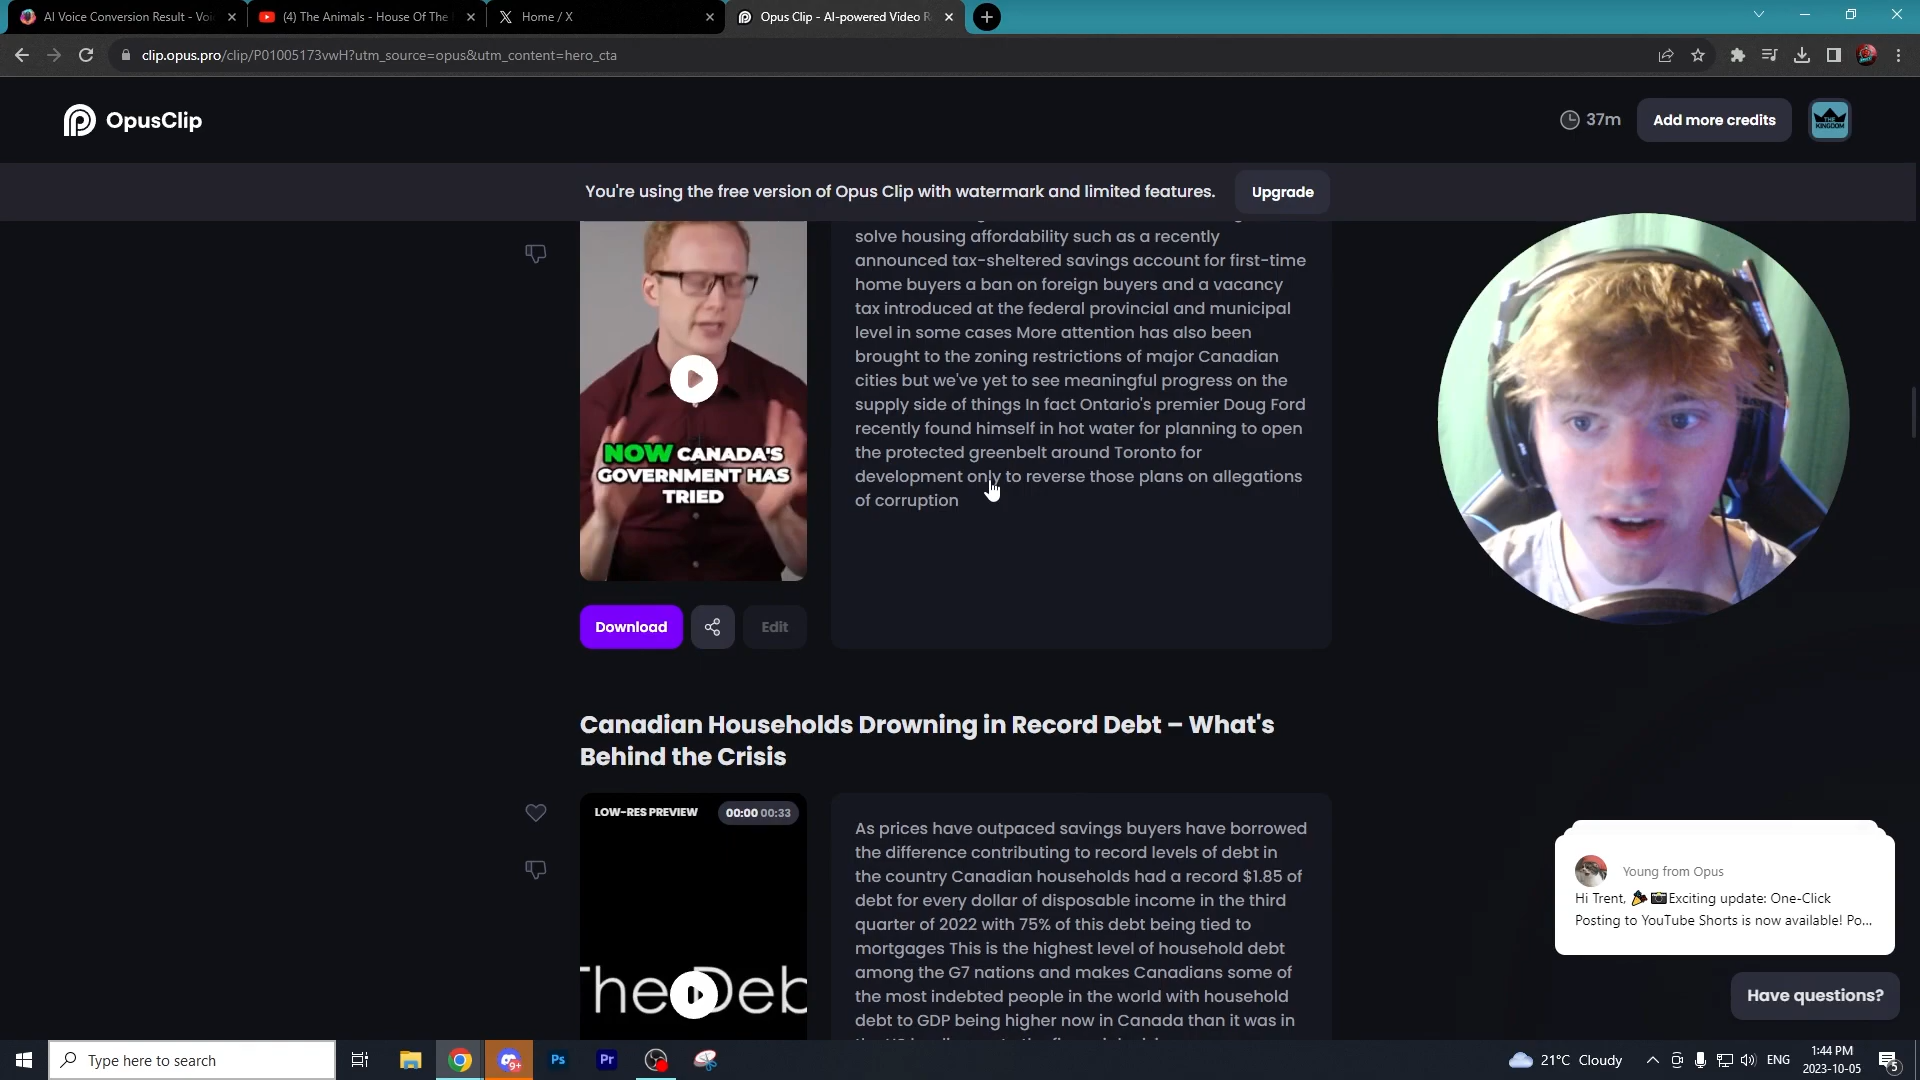 AI Voice Conversion Result - Voi
(4) The Animals - House Of The
Home / X
Opus Clip - AI-powered Video R
clip.opus.pro/clip/P01005173vwH?utm_source=opus&utm_content=hero_cta
OpusClip
37m
Add more credits
THE KINGDOM
You're using the free version of Opus Clip with watermark and limited features.
Upgrade
solve housing affordability such as a recently
announced tax-sheltered savings account for first-time
home buyers a ban on foreign buyers and a vacancy
tax introduced at the federal provincial and municipal
level in some cases More attention has also been
brought to the zoning restrictions of major Canadian
cities but we've yet to see meaningful progress on the
supply side of things In fact Ontario's premier Doug Ford
recently found himself in hot water for planning to open
the protected greenbelt around Toronto for
development only to reverse those plans on allegations
of corruption
NOW CANADA'S
GOVERNMENT HAS
TRIED
Download
Edit
Canadian Households Drowning in Record Debt – What's
Behind the Crisis
LOW-RES PREVIEW
00:00 00:33
The Deb
As prices have outpaced savings buyers have borrowed
the difference contributing to record levels of debt in
the country Canadian households had a record $1.85 of
debt for every dollar of disposable income in the third
quarter of 2022 with 75% of this debt being tied to
mortgages This is the highest level of household debt
among the G7 nations and makes Canadians some of
the most indebted people in the world with household
debt to GDP being higher now in Canada than it was in
Young from Opus
Hi Trent, 🎉📸Exciting update: One-Click
Posting to YouTube Shorts is now available! Po...
Have questions?
Type here to search
9+
Ps
Pr
21°C Cloudy
ENG
1:44 PM
2023-10-05
5